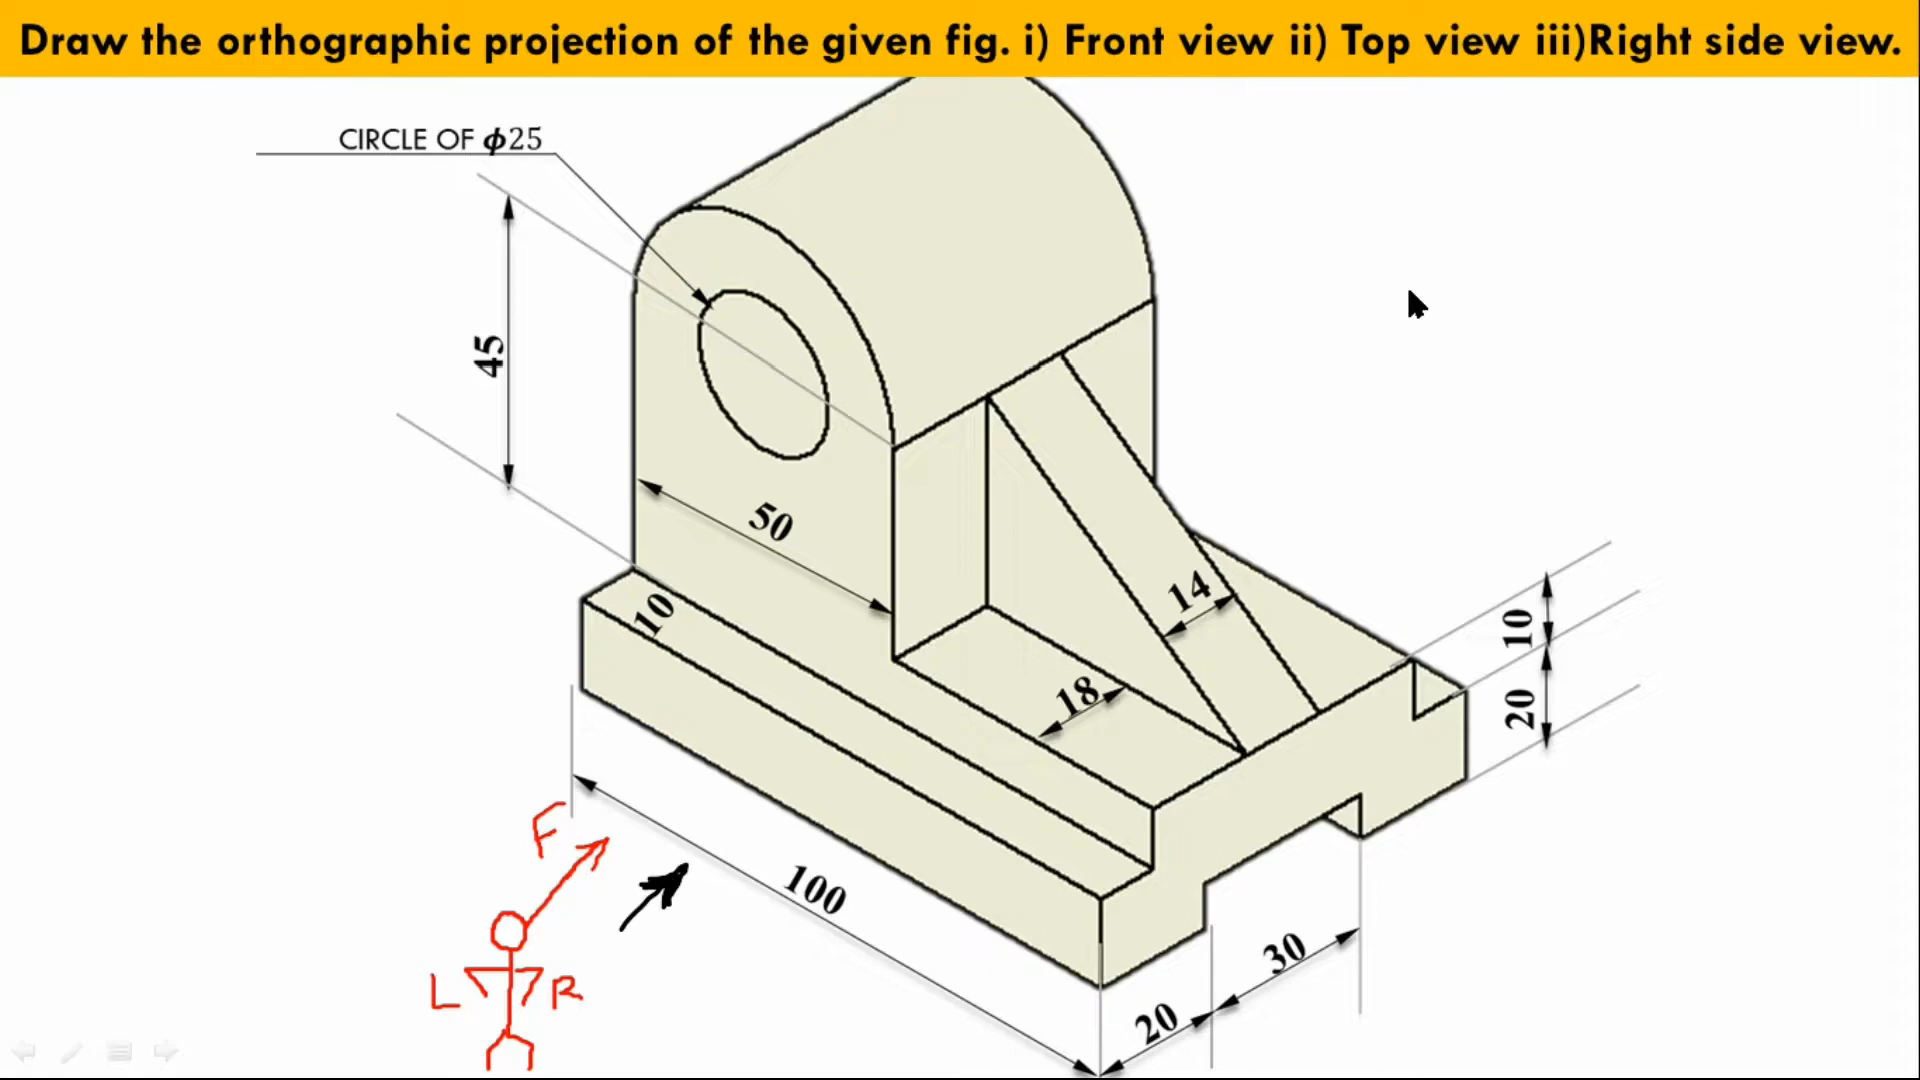 Draw the orthographic projection of the given fig. i) Front view ii) Top view iii)Right side view.
CIRCLE OF ϕ25
45
50
10
14
18
10
20
100
30
20
F
L R